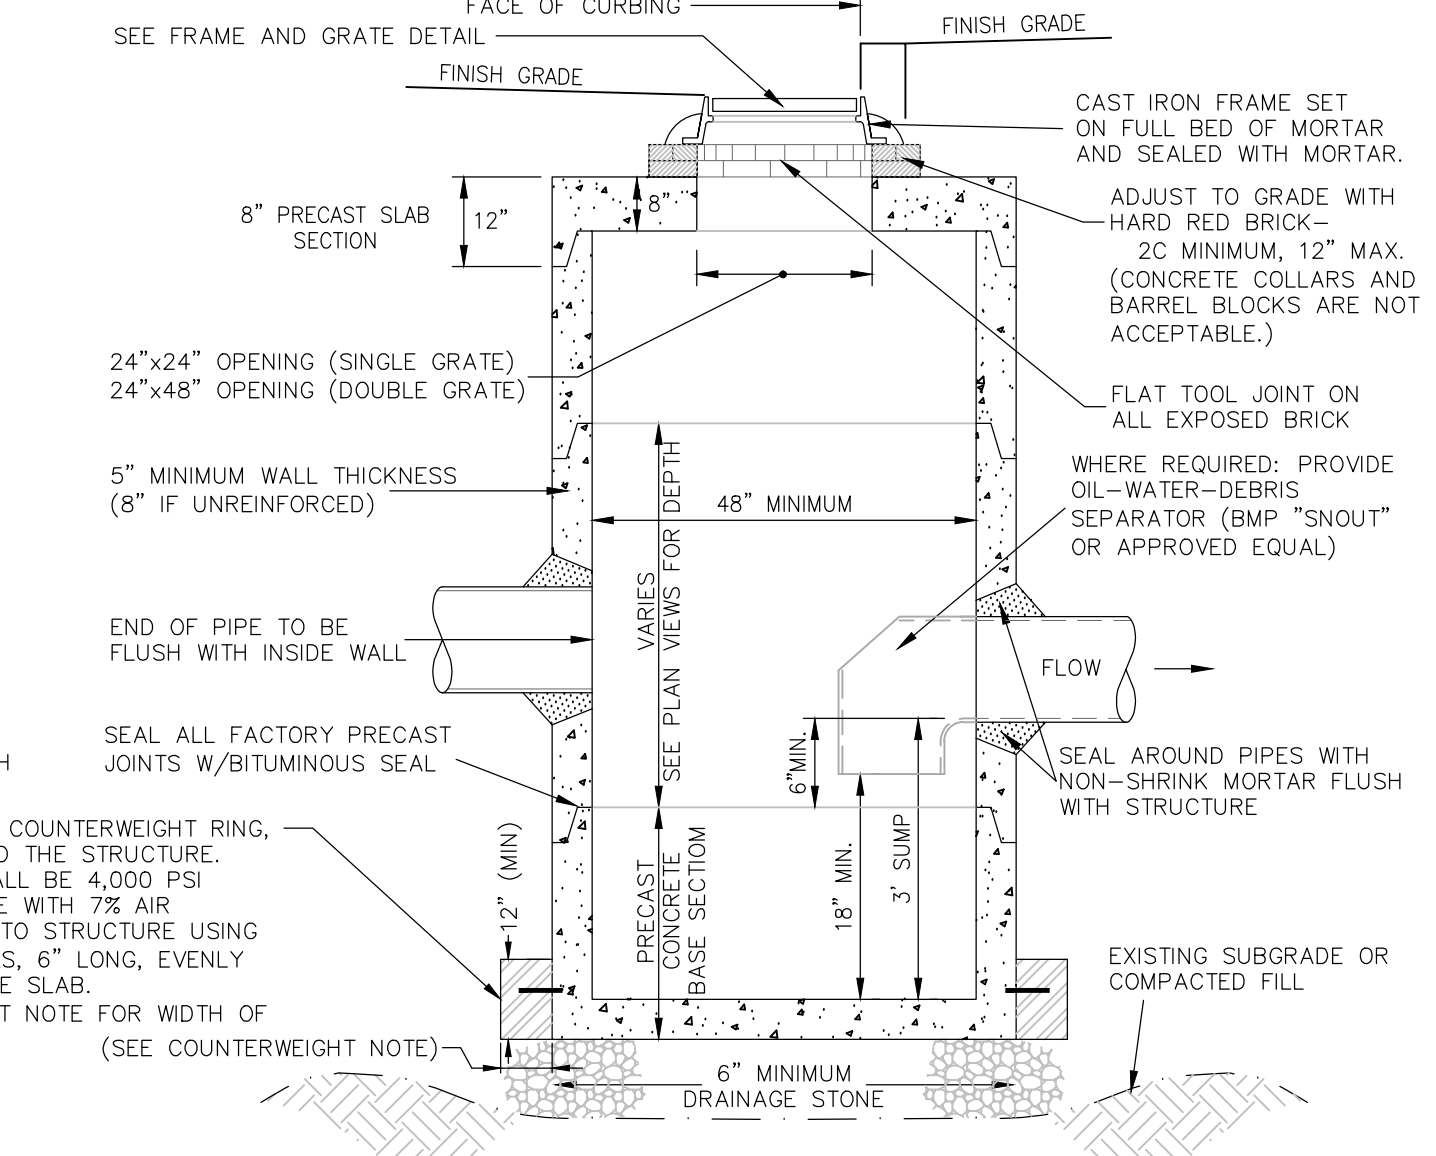 FACE OF CURBING
SEE FRAME AND GRATE DETAIL
FINISH GRADE
FINISH GRADE
CAST IRON FRAME SET
ON FULL BED OF MORTAR
AND SEALED WITH MORTAR.
8" PRECAST SLAB
SECTION
12"
8"
ADJUST TO GRADE WITH
HARD RED BRICK-
2C MINIMUM, 12" MAX.
(CONCRETE COLLARS AND
BARREL BLOCKS ARE NOT
ACCEPTABLE.)
24"x24" OPENING (SINGLE GRATE)
24"x48" OPENING (DOUBLE GRATE)
FLAT TOOL JOINT ON
ALL EXPOSED BRICK
5" MINIMUM WALL THICKNESS
(8" IF UNREINFORCED)
48" MINIMUM
WHERE REQUIRED: PROVIDE
OIL-WATER-DEBRIS
SEPARATOR (BMP "SNOUT"
OR APPROVED EQUAL)
VARIES
SEE PLAN VIEWS FOR DEPTH
END OF PIPE TO BE
FLUSH WITH INSIDE WALL
FLOW
SEAL ALL FACTORY PRECAST
JOINTS W/BITUMINOUS SEAL
6"MIN.
SEAL AROUND PIPES WITH
NON-SHRINK MORTAR FLUSH
WITH STRUCTURE
H
COUNTERWEIGHT RING,
O THE STRUCTURE.
ALL BE 4,000 PSI
E WITH 7% AIR
TO STRUCTURE USING
S, 6" LONG, EVENLY
E SLAB.
T NOTE FOR WIDTH OF
(SEE COUNTERWEIGHT NOTE)
12" (MIN)
PRECAST
CONCRETE
BASE SECTIOM
18" MIN.
3' SUMP
EXISTING SUBGRADE OR
COMPACTED FILL
6" MINIMUM
DRAINAGE STONE